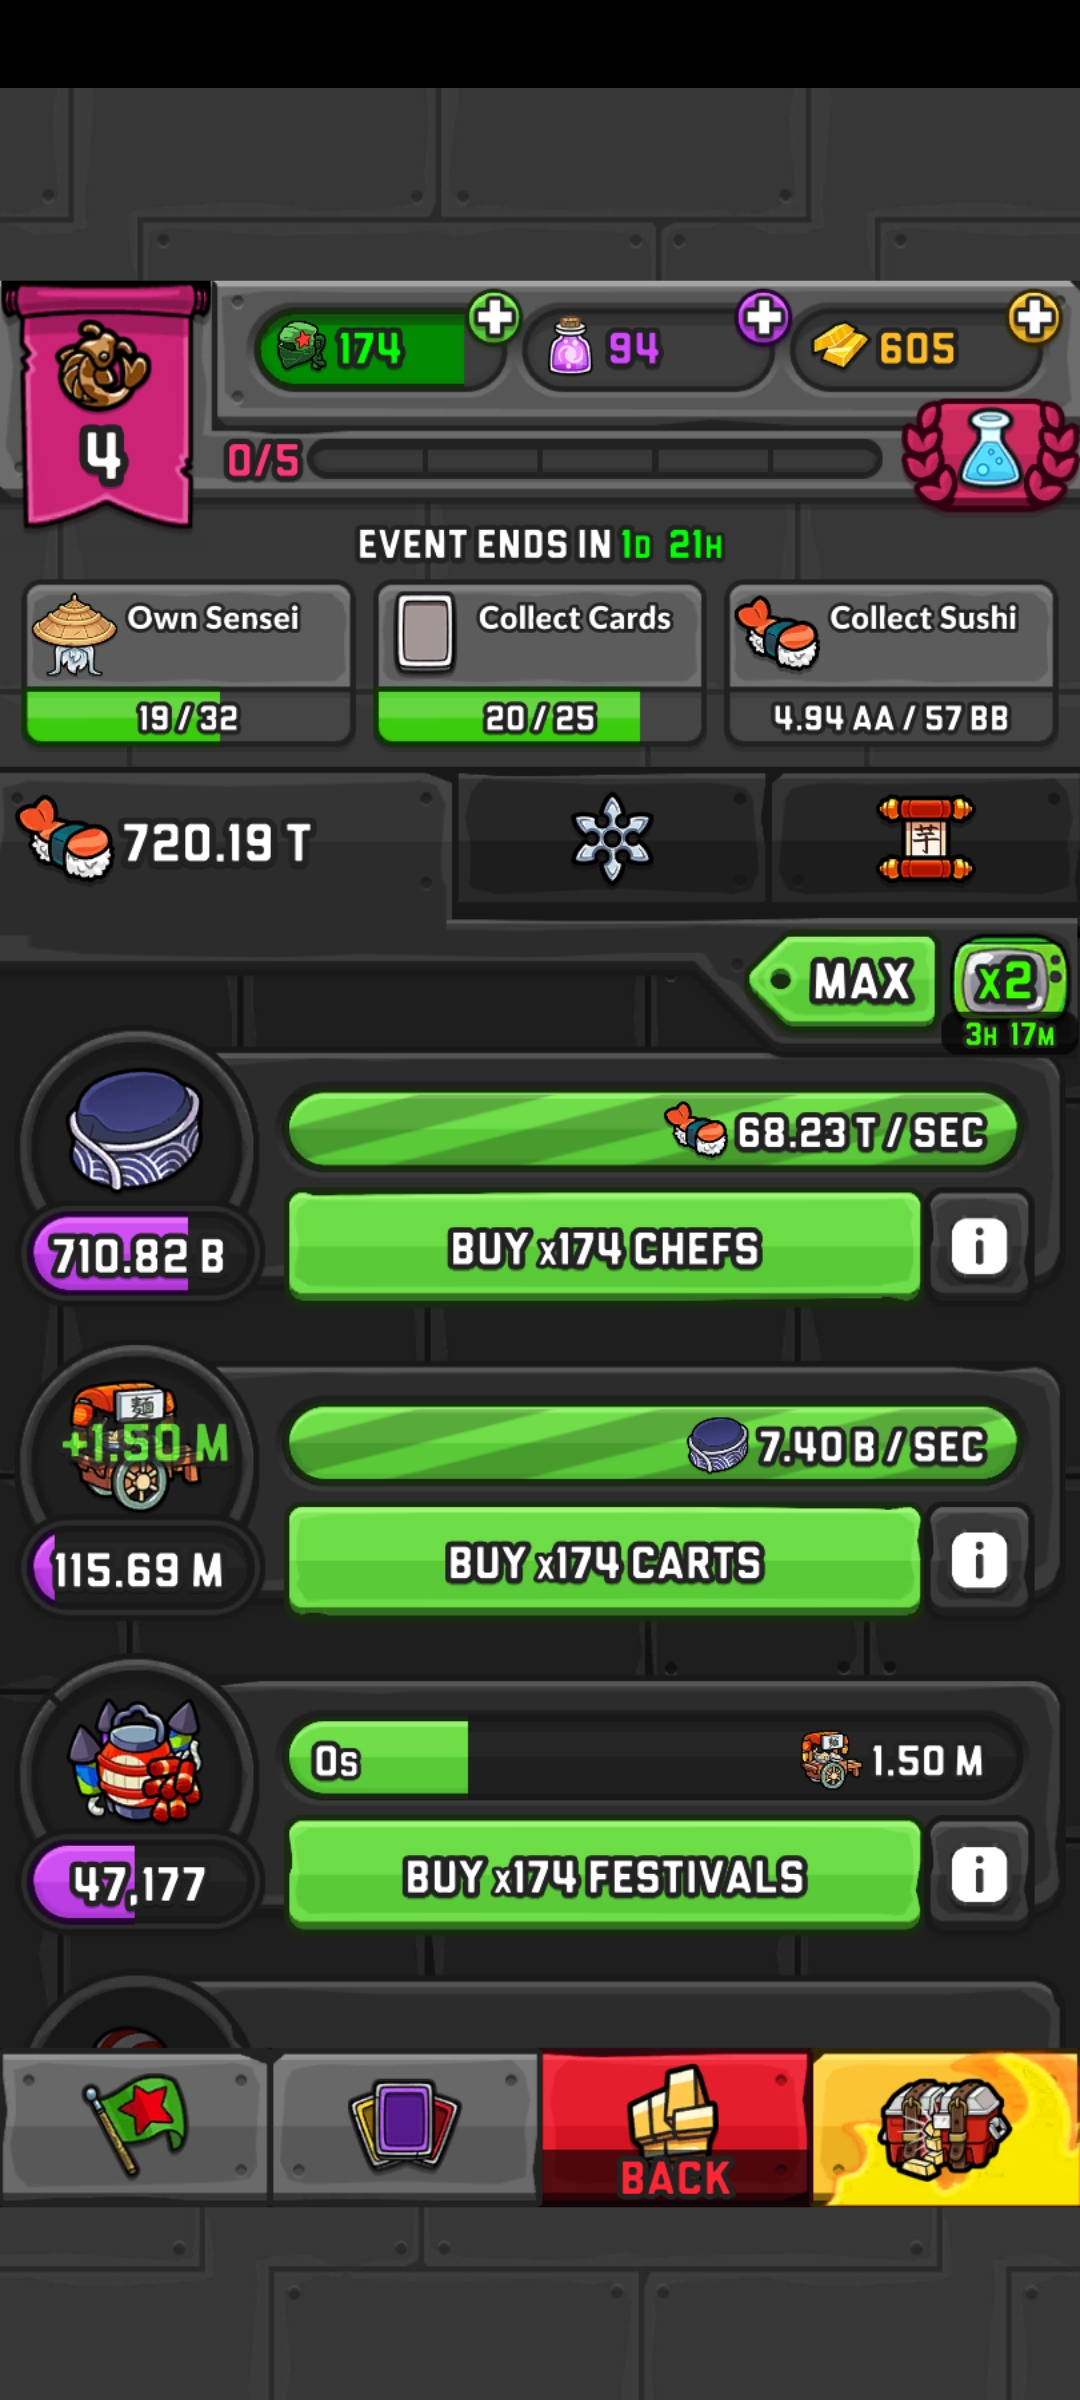 174
94
605
4
0/5
EVENT ENDS IN 1D 21H
Own Sensei
19/32
Collect Cards
20/25
Collect Sushi
4.94 AA / 57 BB
720.19 T
芋
MAX
x2
3H 17M
68.23 T / SEC
710.82 B
BUY x174 CHEFS
i
麺
+1.50 M
7.40 B / SEC
115.69 M
BUY x174 CARTS
i
0s
1.50 M
47,177
BUY x174 FESTIVALS
i
BACK